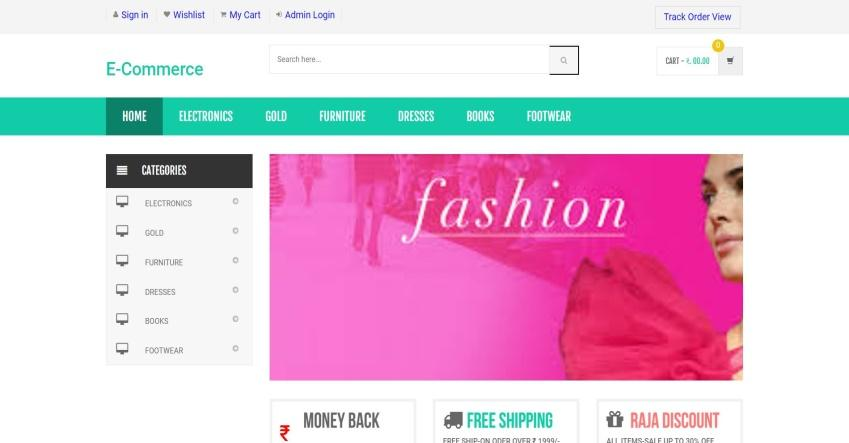 Sign in Wishlist My Cart Admin Login Track Order View
E-Commerce
Search here...
CART - ₹. 00.00
0
HOME ELECTRONICS GOLD FURNITURE DRESSES BOOKS FOOTWEAR
CATEGORIES
ELECTRONICS
GOLD
FURNITURE
DRESSES
BOOKS
FOOTWEAR
fashion
₹ MONEY BACK
FREE SHIPPING
FREE SHIP-ON ODER OVER ₹ 1999/-
RAJA DISCOUNT
ALL ITEMS-SALE UP TO 30% OFF